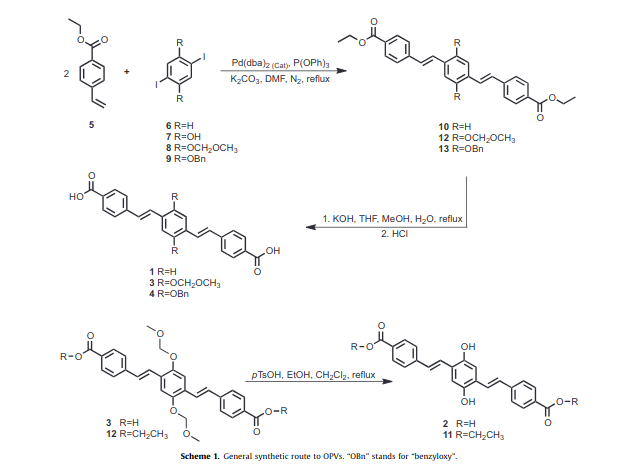 O
O
R
I
I
R
2
+
Pd(dba)₂ (Cat), P(OPh)₃
K₂CO₃, DMF, N₂, reflux
O
O
R
R
O
O
5
6 R=H
7 R=OH
8 R=OCH₂OCH₃
9 R=OBn
10 R=H
12 R=OCH₂OCH₃
13 R=OBn
O
HO
R
R
OH
O
1. KOH, THF, MeOH, H₂O, reflux
2. HCl
1 R=H
3 R=OCH₂OCH₃
4 R=OBn
O
R-O
O
O
O
O
O-R
O
pTsOH, EtOH, CH₂Cl₂, reflux
O
R-O
OH
OH
O-R
O
3 R=H
12 R=CH₂CH₃
2 R=H
11 R=CH₂CH₃
Scheme 1. General synthetic route to OPVs. “OBn” stands for “benzyloxy”.